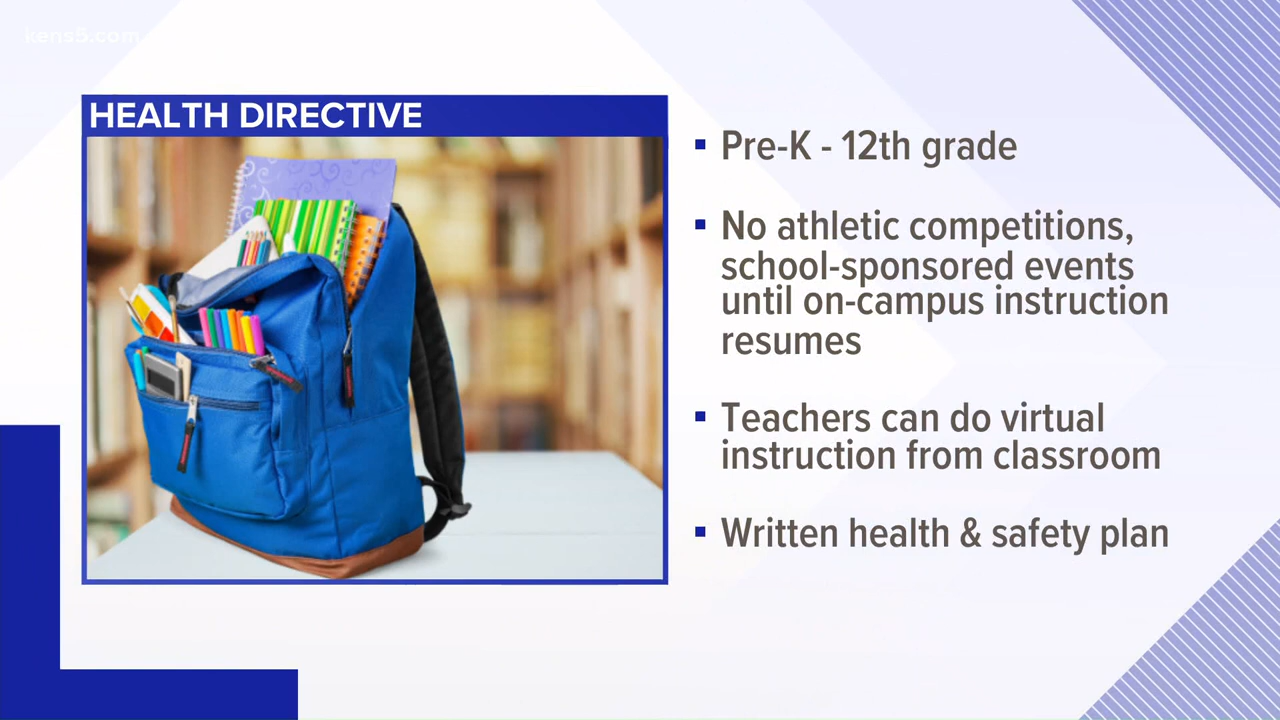 kens5.com
HEALTH DIRECTIVE
▪ Pre-K - 12th grade
▪ No athletic competitions,
school-sponsored events
until on-campus instruction
resumes
▪ Teachers can do virtual
instruction from classroom
▪ Written health & safety plan